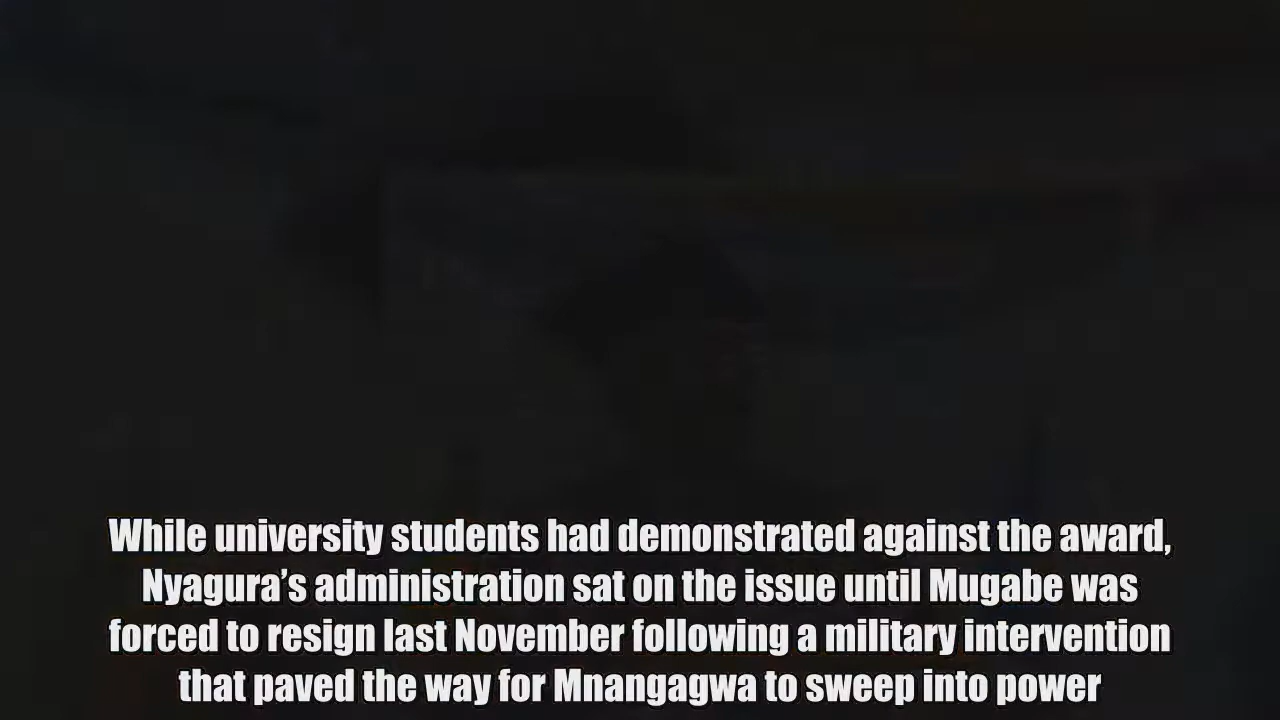 While university students had demonstrated against the award,
Nyagura’s administration sat on the issue until Mugabe was
forced to resign last November following a military intervention
that paved the way for Mnangagwa to sweep into power